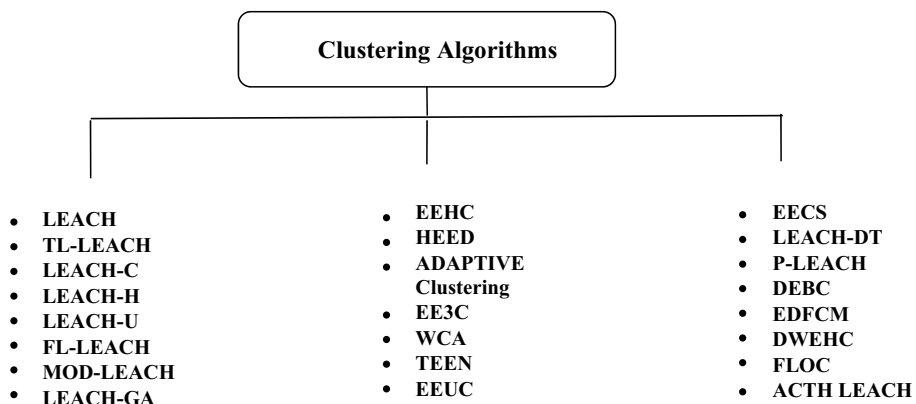 Clustering Algorithms
• LEACH
• TL-LEACH
• LEACH-C
• LEACH-H
• LEACH-U
• FL-LEACH
• MOD-LEACH
• LEACH-GA
• EEHC
• HEED
• ADAPTIVE
Clustering
• EE3C
• WCA
• TEEN
• EEUC
• EECS
• LEACH-DT
• P-LEACH
• DEBC
• EDFCM
• DWEHC
• FLOC
• ACTH LEACH